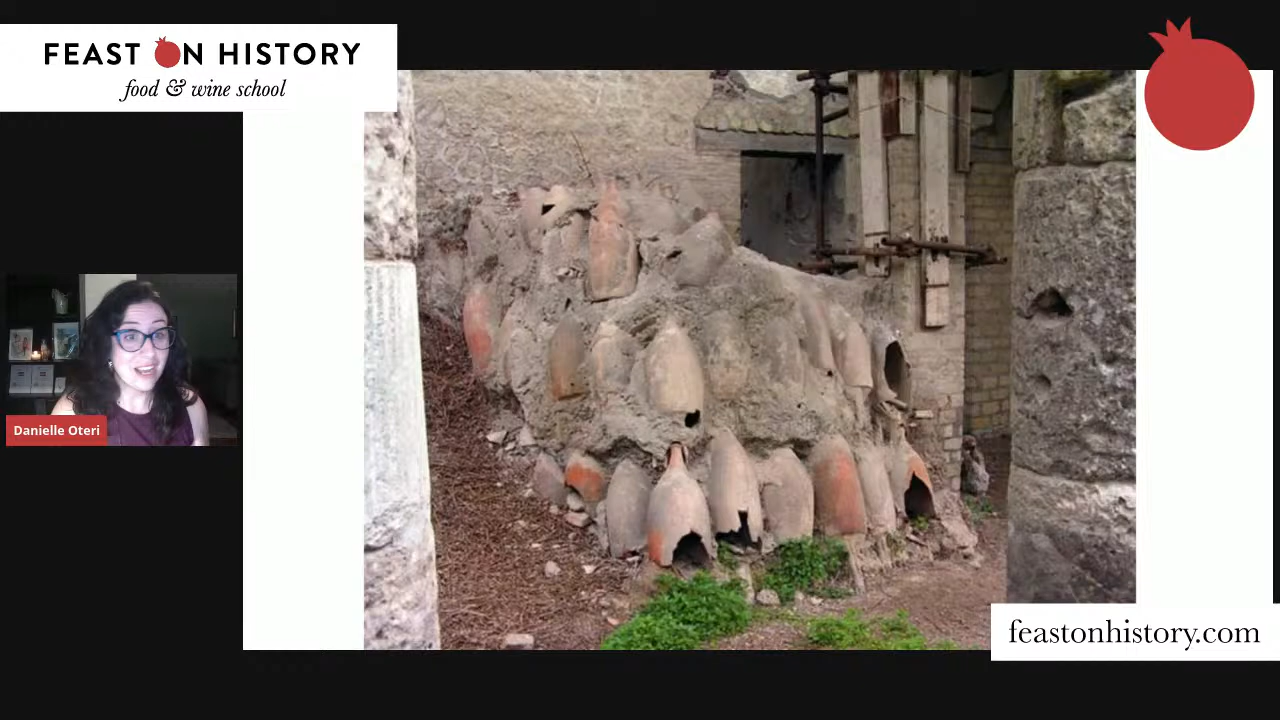 FEAST ON HISTORY
food & wine school
Danielle Oteri
feastonhistory.com